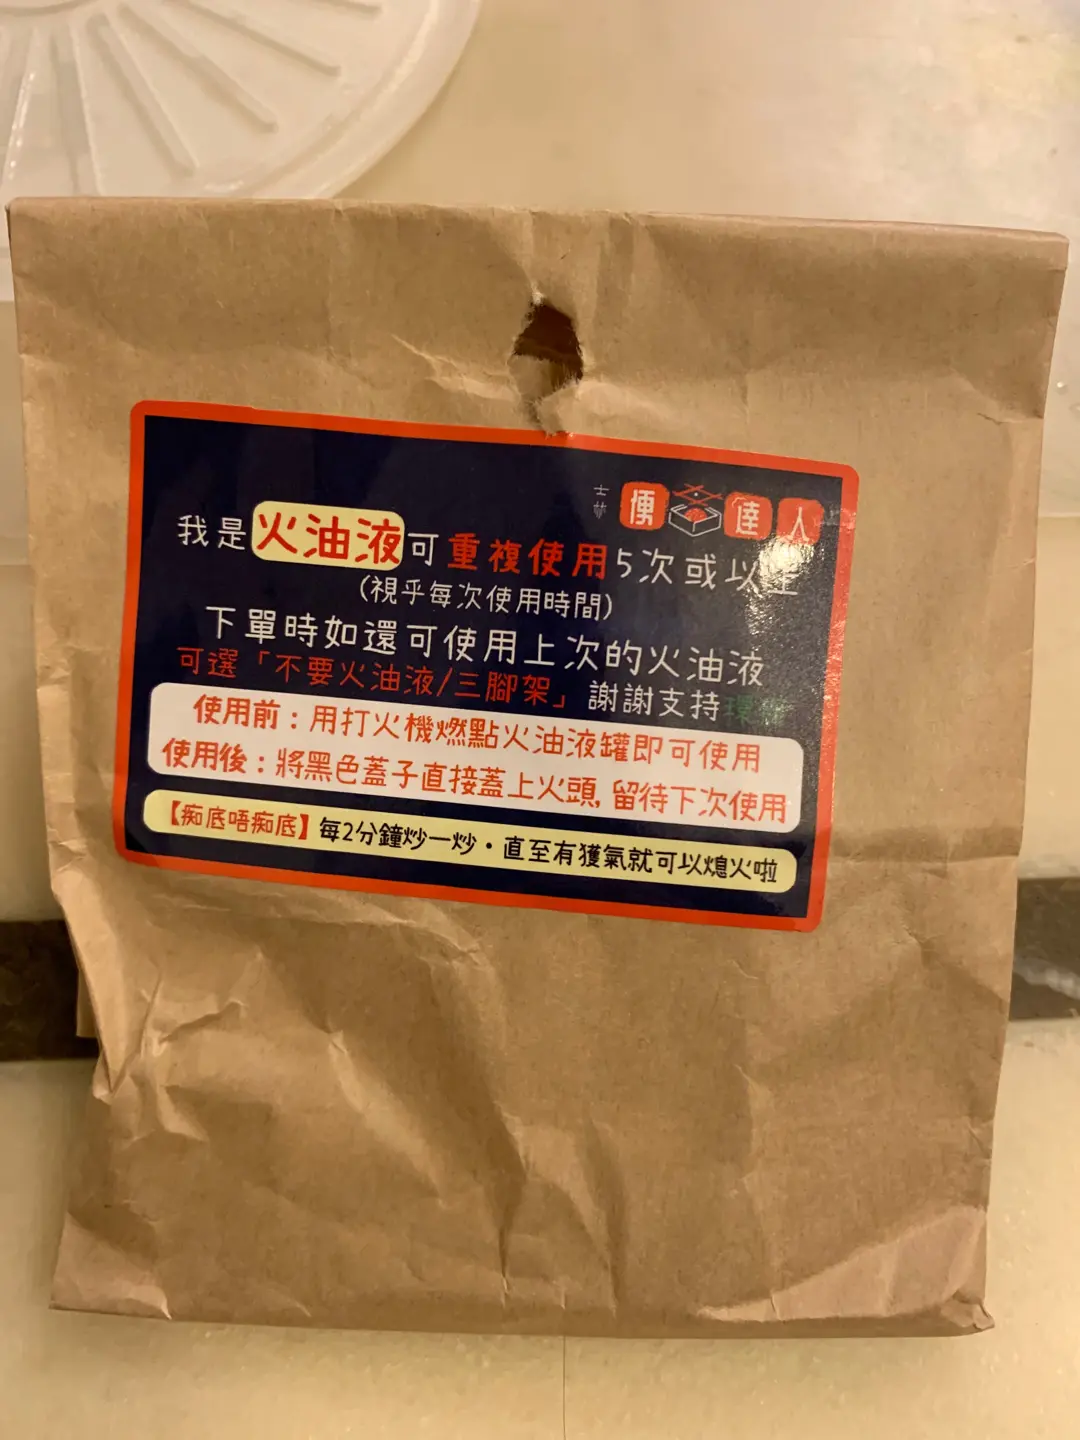 便達人
我是火油液可重複使用5次或以上
(視乎每次使用時間)
下單時如還可使用上次的火油液
可選「不要火油液/三腳架」謝謝支持環
使用前：用打火機燃點火油液罐即可使用
使用後：將黑色蓋子直接蓋上火頭,留待下次使用
【痴底唔痴底】每2分鐘炒一炒・直至有獲氣就可以熄火啦